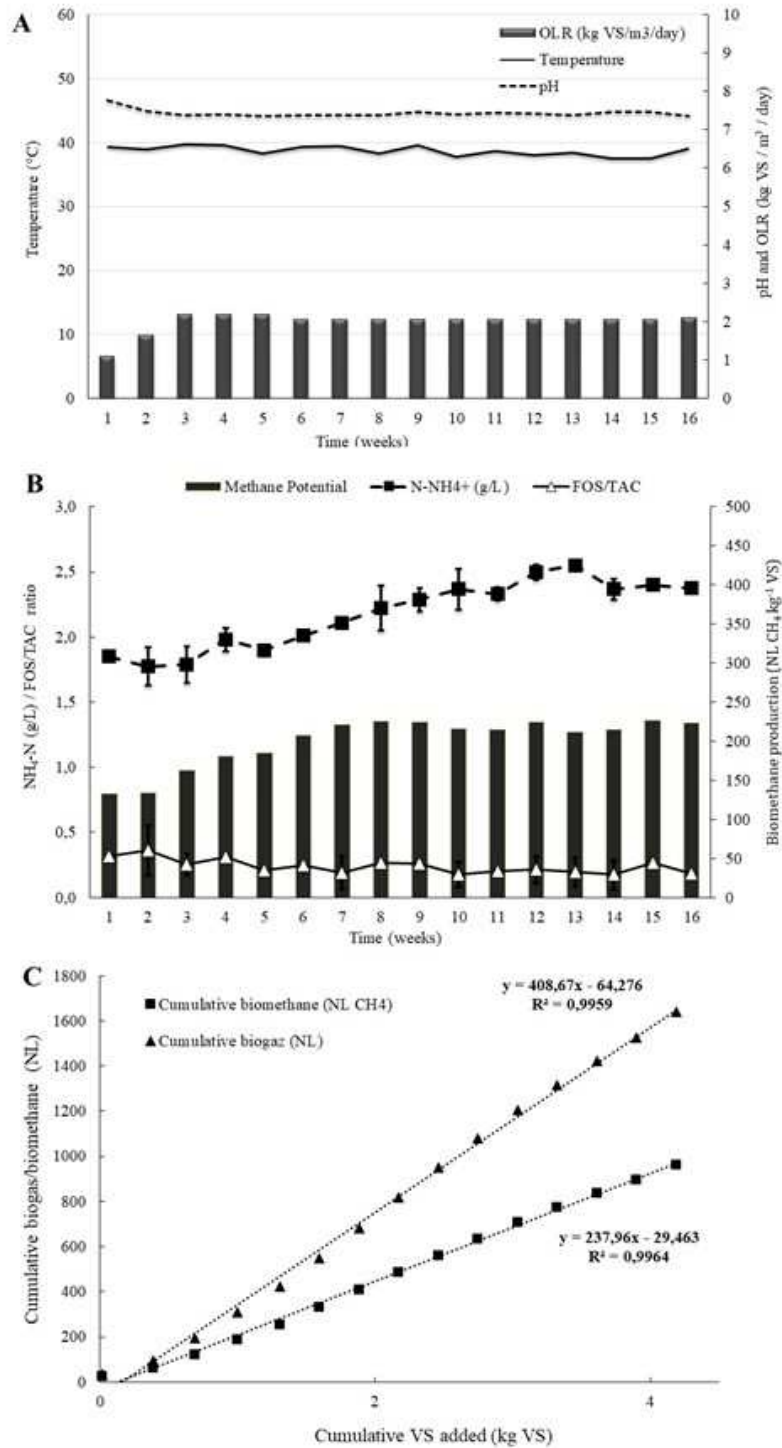 A
60
50
40
30
20
10
0
Temperature (°C)
OLR (kg VS/m3/day)
Temperature
pH
10
9
8
7
6
5
4
3
2
1
0
pH and OLR (kg VS / m³ / day)
1 2 3 4 5 6 7 8 9 10 11 12 13 14 15 16
Time (weeks)
B
Methane Potential N-NH4+ (g/L) FOS/TAC
3,0
2,5
2,0
1,5
1,0
0,5
0,0
NH₄-N (g/L) / FOS/TAC ratio
500
450
400
350
300
250
200
150
100
50
0
Biomethane production [NL CH₄ kg⁻¹ VS)
1 2 3 4 5 6 7 8 9 10 11 12 13 14 15 16
Time (weeks)
C
1800
1600
1400
1200
1000
800
600
400
200
0
Cumulative biogas/biomethane (NL)
Cumulative biomethane (NL CH4)
Cumulative biogaz (NL)
y = 408,67x - 64,276
R² = 0,9959
y = 237,96x - 29,463
R² = 0,9964
0 2 4
Cumulative VS added (kg VS)